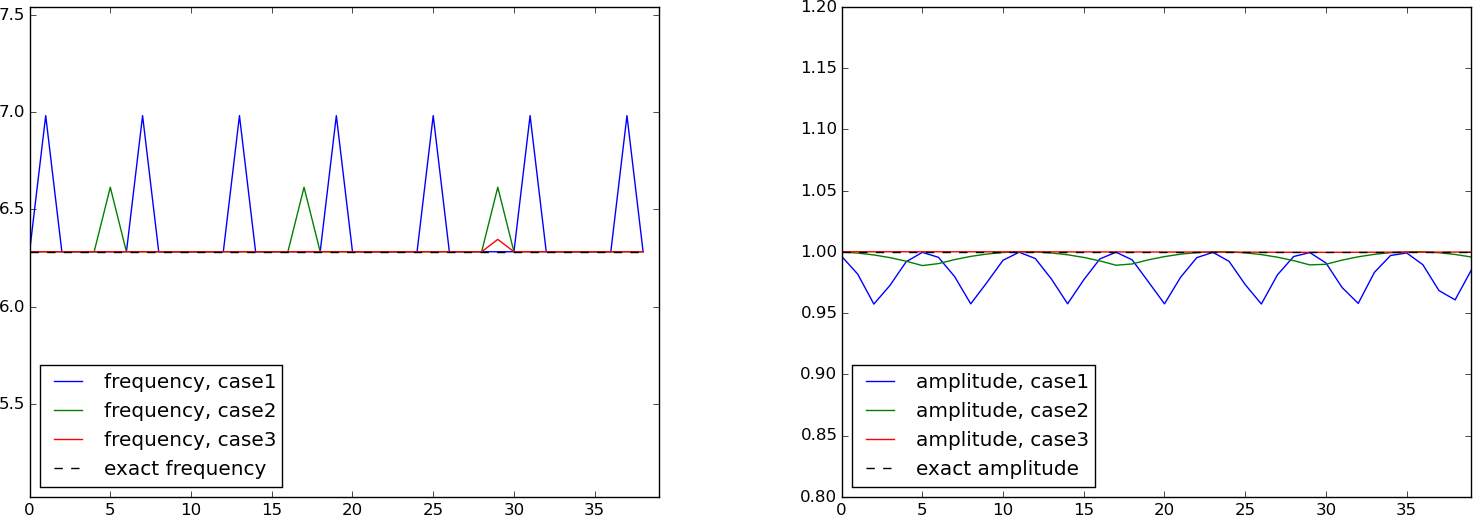 7.5
7.0
6.5
6.0
5.5
frequency, case1
frequency, case2
frequency, case3
exact frequency
0 5 10 15 20 25 30 35
1.20
1.15
1.10
1.05
1.00
0.95
0.90
0.85
0.80
amplitude, case1
amplitude, case2
amplitude, case3
exact amplitude
0 5 10 15 20 25 30 35